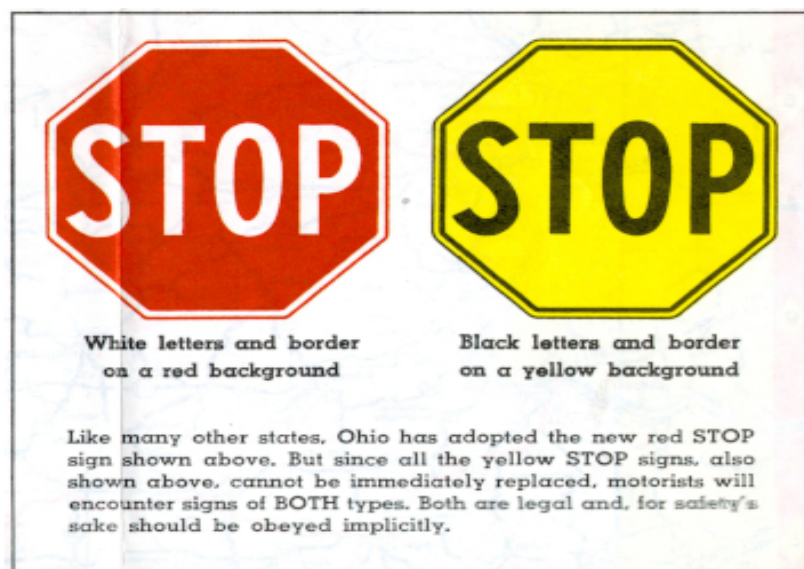 STOP STOP
White letters and border
on a red background
Black letters and border
on a yellow background
Like many other states, Ohio has adopted the new red STOP
sign shown above. But since all the yellow STOP signs, also
shown above, cannot be immediately replaced, motorists will
encounter signs of BOTH types. Both are legal and, for safety's
sake should be obeyed implicitly.